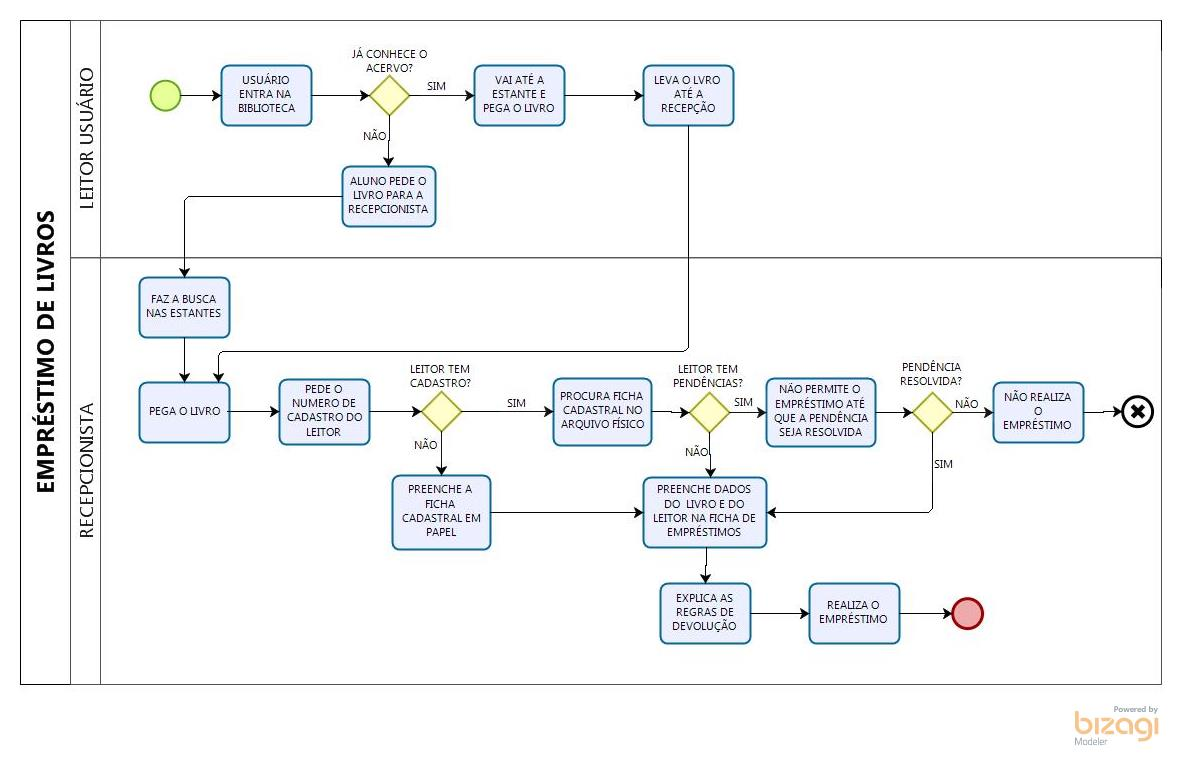 EMPRÉSTIMO DE LIVROS
LEITOR USUÁRIO
USUÁRIO
ENTRA NA
BIBLIOTECA
JÁ CONHECE O
ACERVO?
SIM
VAI ATÉ A
ESTANTE E
PEGA O LIVRO
LEVA O LVRO
ATÉ A
RECEPÇÃO
NÃO
ALUNO PEDE O
LIVRO PARA A
RECEPCIONISTA
RECEPCIONISTA
FAZ A BUSCA
NAS ESTANTES
PEGA O LIVRO
PEDE O
NUMERO DE
CADASTRO DO
LEITOR
LEITOR TEM
CADASTRO?
SIM
PROCURA FICHA
CADASTRAL NO
ARQUIVO FÍSICO
LEITOR TEM
PENDÊNCIAS?
SIM
NÃO PERMITE O
EMPRÉSTIMO ATÉ
QUE A PENDÊNCIA
SEJA RESOLVIDA
PENDÊNCIA
RESOLVIDA?
NÃO
NÃO REALIZA
O
EMPRÉSTIMO
NÃO
NÃO
SIM
PREENCHE A
FICHA
CADASTRAL EM
PAPEL
PREENCHE DADOS
DO LIVRO E DO
LEITOR NA FICHA DE
EMPRÉSTIMOS
EXPLICA AS
REGRAS DE
DEVOLUÇÃO
REALIZA O
EMPRÉSTIMO
Powered by
bizagi
Modeler